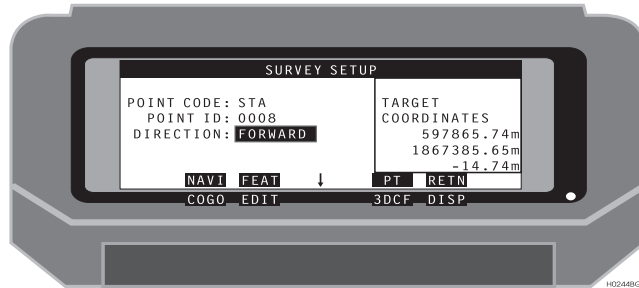 SURVEY SETUP
POINT CODE: STA
POINT ID: 0008
DIRECTION: FORWARD
TARGET
COORDINATES
597865.74m
1867385.65m
-14.74m
NAVI FEAT ↓ PT RETN
COGO EDIT 3DCF DISP
H0244BG